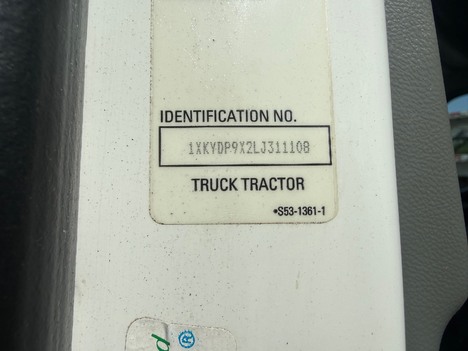 IDENTIFICATION NO.
1XKYDP9X2LJ311108
TRUCK TRACTOR
*S53-1361-1
d
®